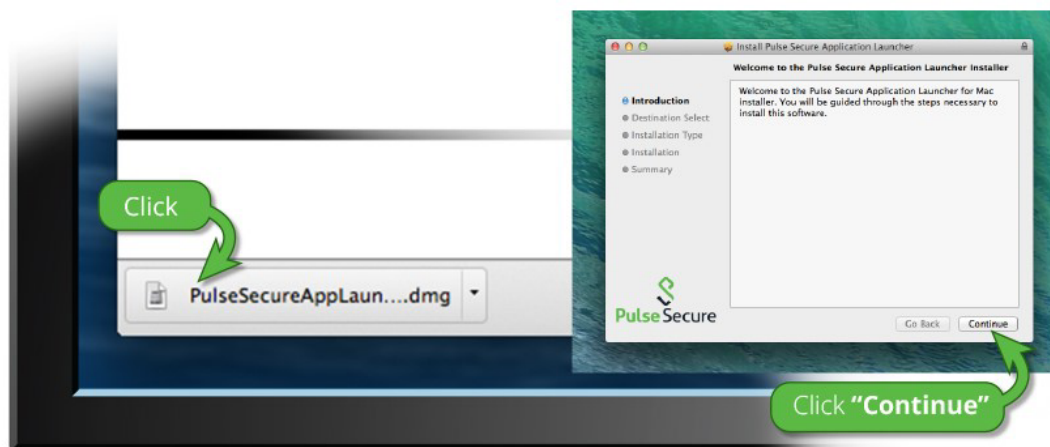 Click
PulseSecureAppLaun....dmg
Install Pulse Secure Application Launcher
Welcome to the Pulse Secure Application Launcher Installer
Introduction
Destination Select
Installation Type
Installation
Summary
Welcome to the Pulse Secure Application Launcher for Mac
installer. You will be guided through the steps necessary to
install this software.
Pulse Secure
Go Back
Continue
Click "Continue"